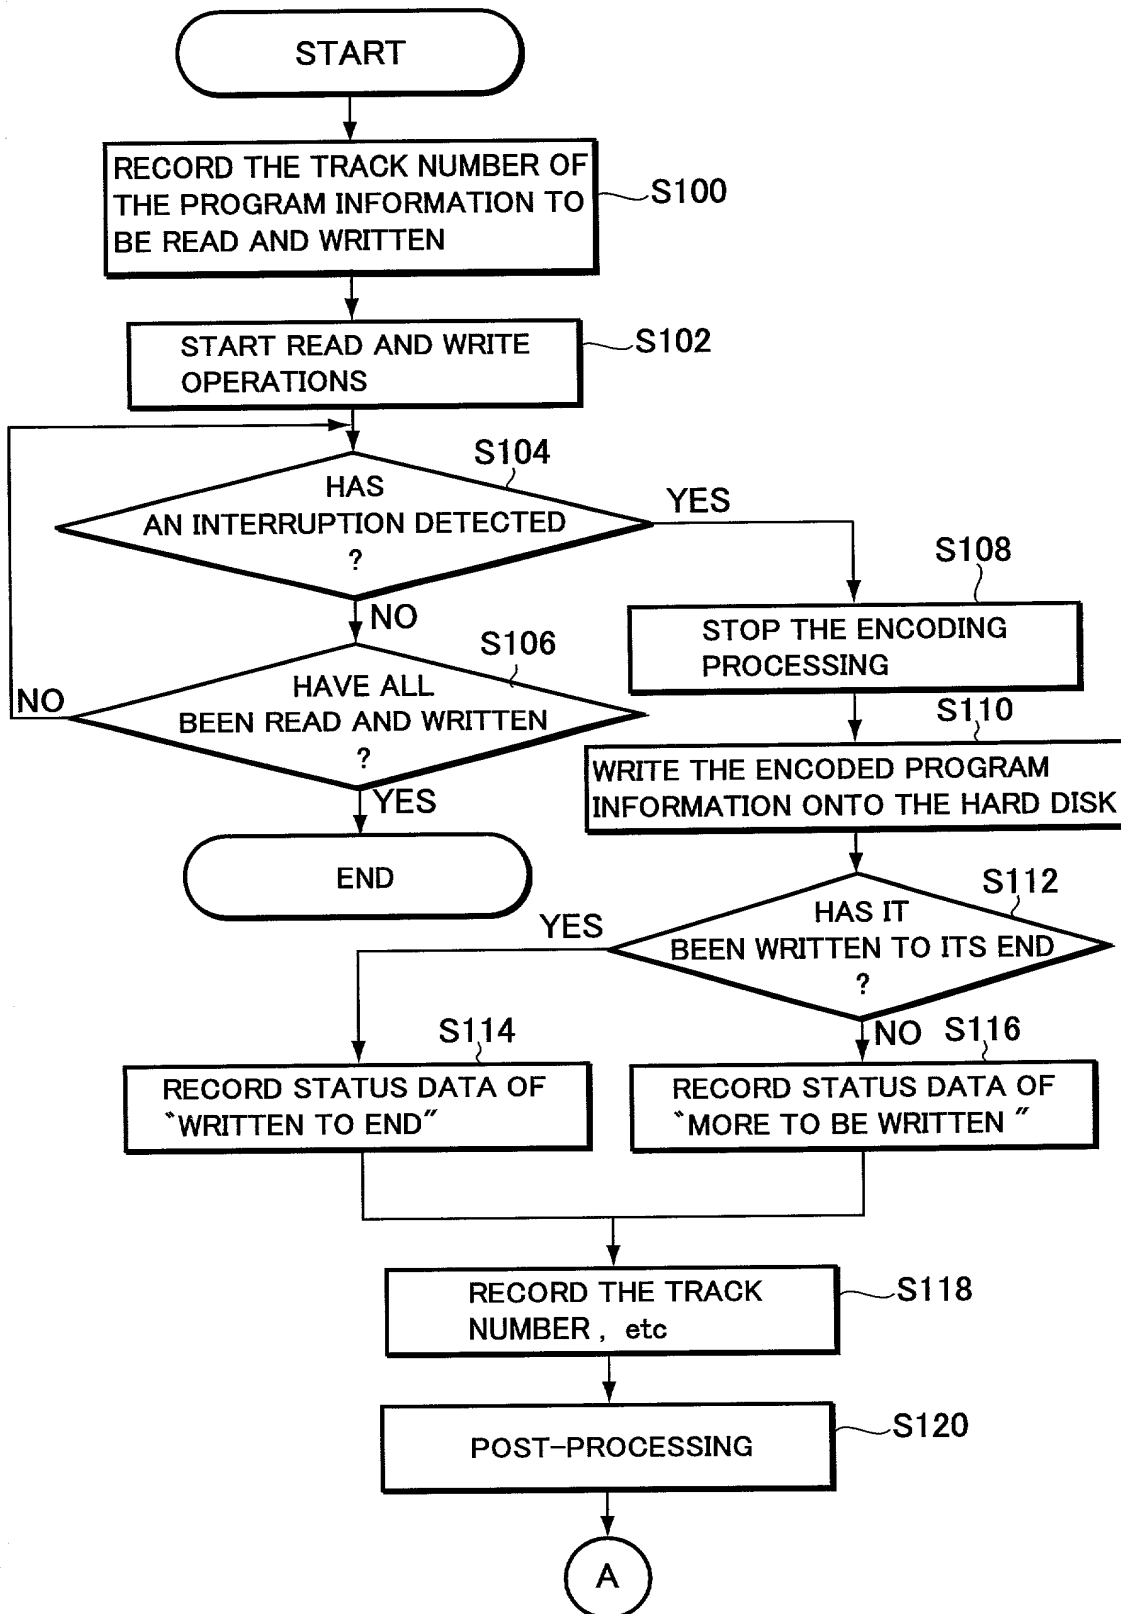 START
RECORD THE TRACK NUMBER OF
THE PROGRAM INFORMATION TO
BE READ AND WRITTEN
S100
START READ AND WRITE
OPERATIONS
S102
S104
HAS
AN INTERRUPTION DETECTED
?
YES
NO
S106
HAVE ALL
BEEN READ AND WRITTEN
?
NO
YES
END
S108
STOP THE ENCODING
PROCESSING
S110
WRITE THE ENCODED PROGRAM
INFORMATION ONTO THE HARD DISK
S112
HAS IT
BEEN WRITTEN TO ITS END
?
YES
NO
S114
RECORD STATUS DATA OF
“WRITTEN TO END”
S116
RECORD STATUS DATA OF
“MORE TO BE WRITTEN ”
RECORD THE TRACK
NUMBER , etc
S118
POST-PROCESSING
S120
A